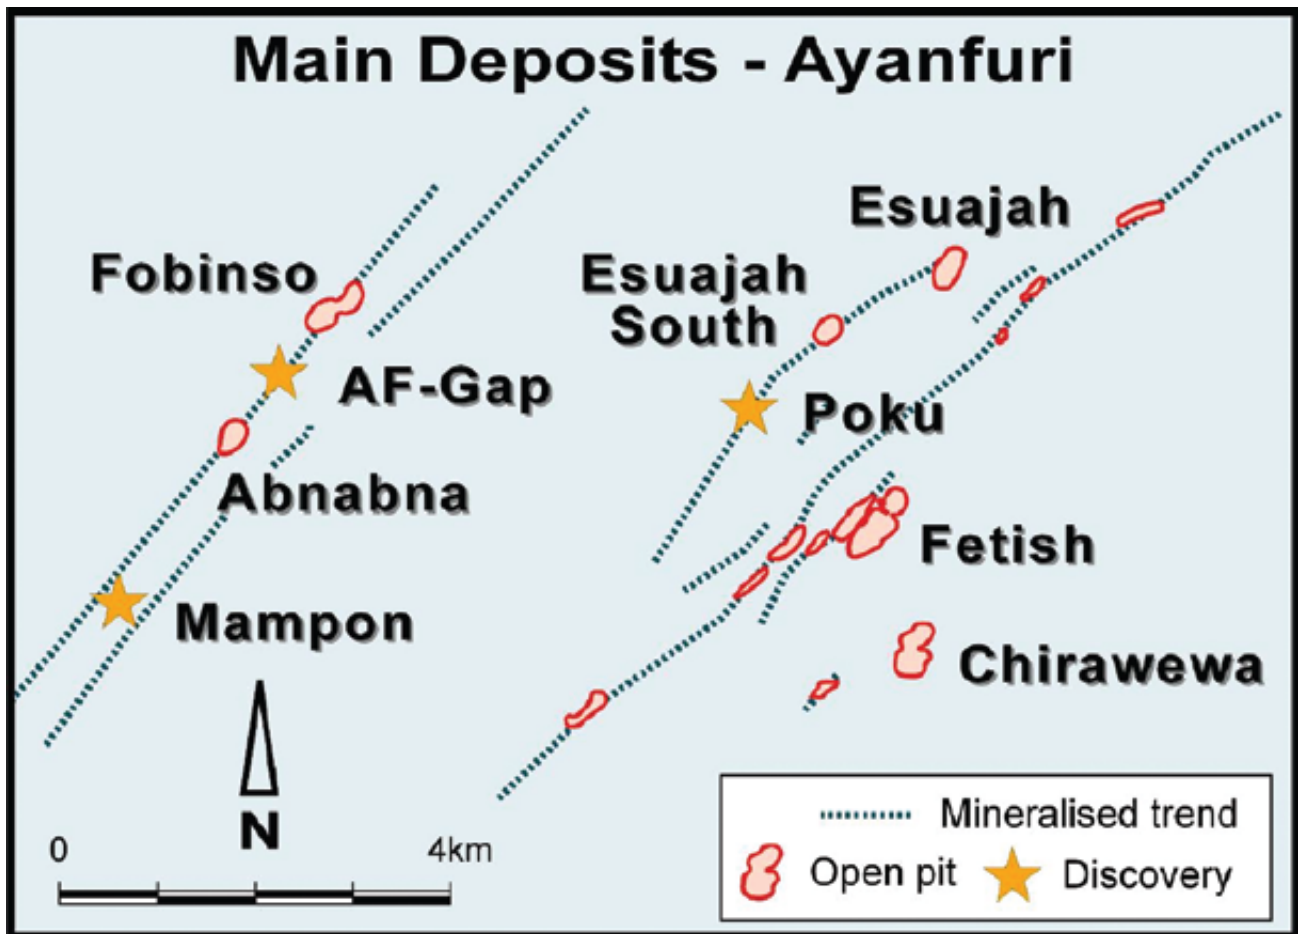 Main Deposits - Ayanfuri
Esuajah
Fobinso
Esuajah
South
AF-Gap
Poku
Abnabna
Fetish
Mampon
Chirawewa
N
0 4km
Mineralised trend
Open pit
Discovery